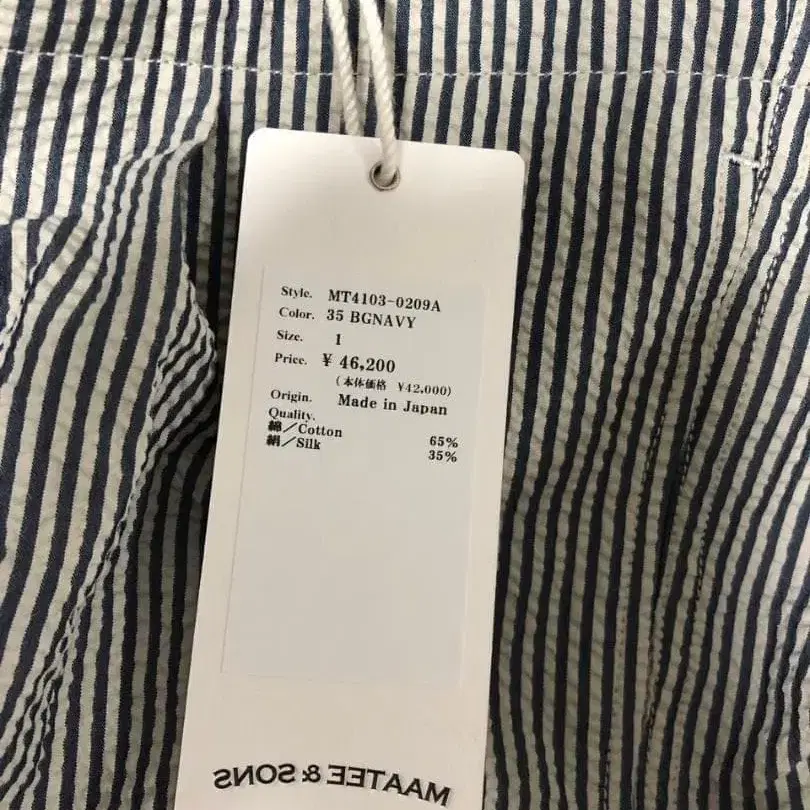 Style. MT4103-0209A
Color. 35 BGNAVY
Size. 1
Price. ¥ 46,200
(本体価格 ¥42,000)
Origin. Made in Japan
Quality.
綿／Cotton 65%
絹／Silk 35%
MAATEE & SONS